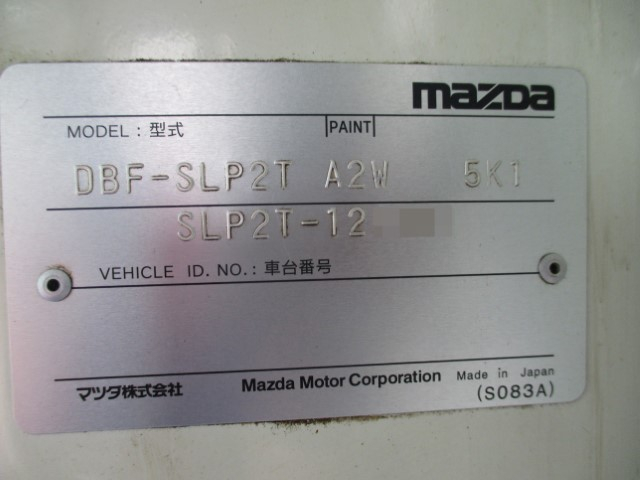 mazDa
MODEL : 型式 |PAINT|
DBF-SLP2T A2W 5K1
SLP2T-12
VEHICLE ID. NO. : 車台番号
マツダ株式会社 Mazda Motor Corporation Made in Japan
(S083A)